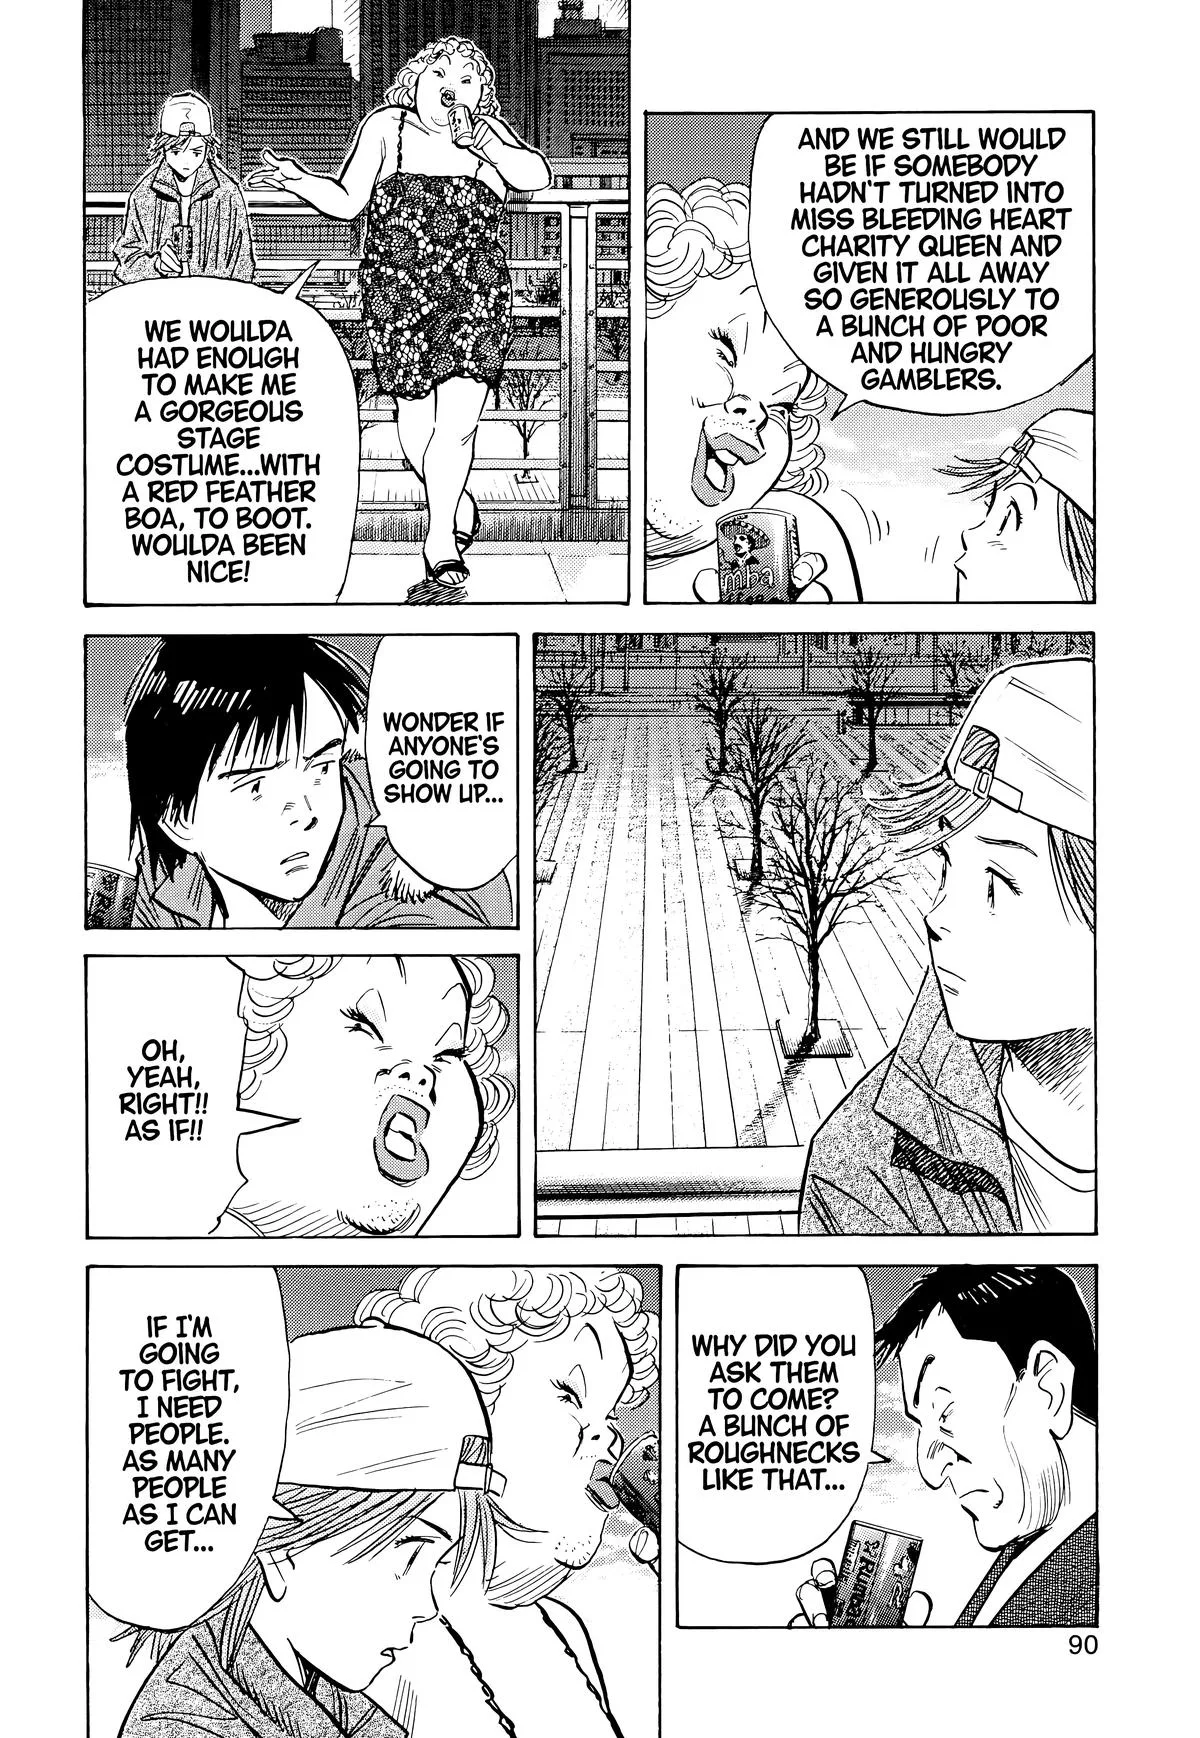 AND WE STILL WOULD
BE IF SOMEBODY
HADN'T TURNED INTO
MISS BLEEDING HEART
CHARITY QUEEN AND
GIVEN IT ALL AWAY
SO GENEROUSLY TO
A BUNCH OF POOR
AND HUNGRY
GAMBLERS.
mba
WE WOULDA
HAD ENOUGH
TO MAKE ME
A GORGEOUS
STAGE
COSTUME...WITH
A RED FEATHER
BOA, TO BOOT.
WOULDA BEEN
NICE!
WONDER IF
ANYONE'S
GOING TO
SHOW UP...
OH,
YEAH,
RIGHT!!
AS IF!!
WHY DID YOU
ASK THEM
TO COME?
A BUNCH OF
ROUGHNECKS
LIKE THAT...
Rumba
IF I'M
GOING
TO FIGHT,
I NEED
PEOPLE.
AS MANY
PEOPLE
AS I CAN
GET...
90